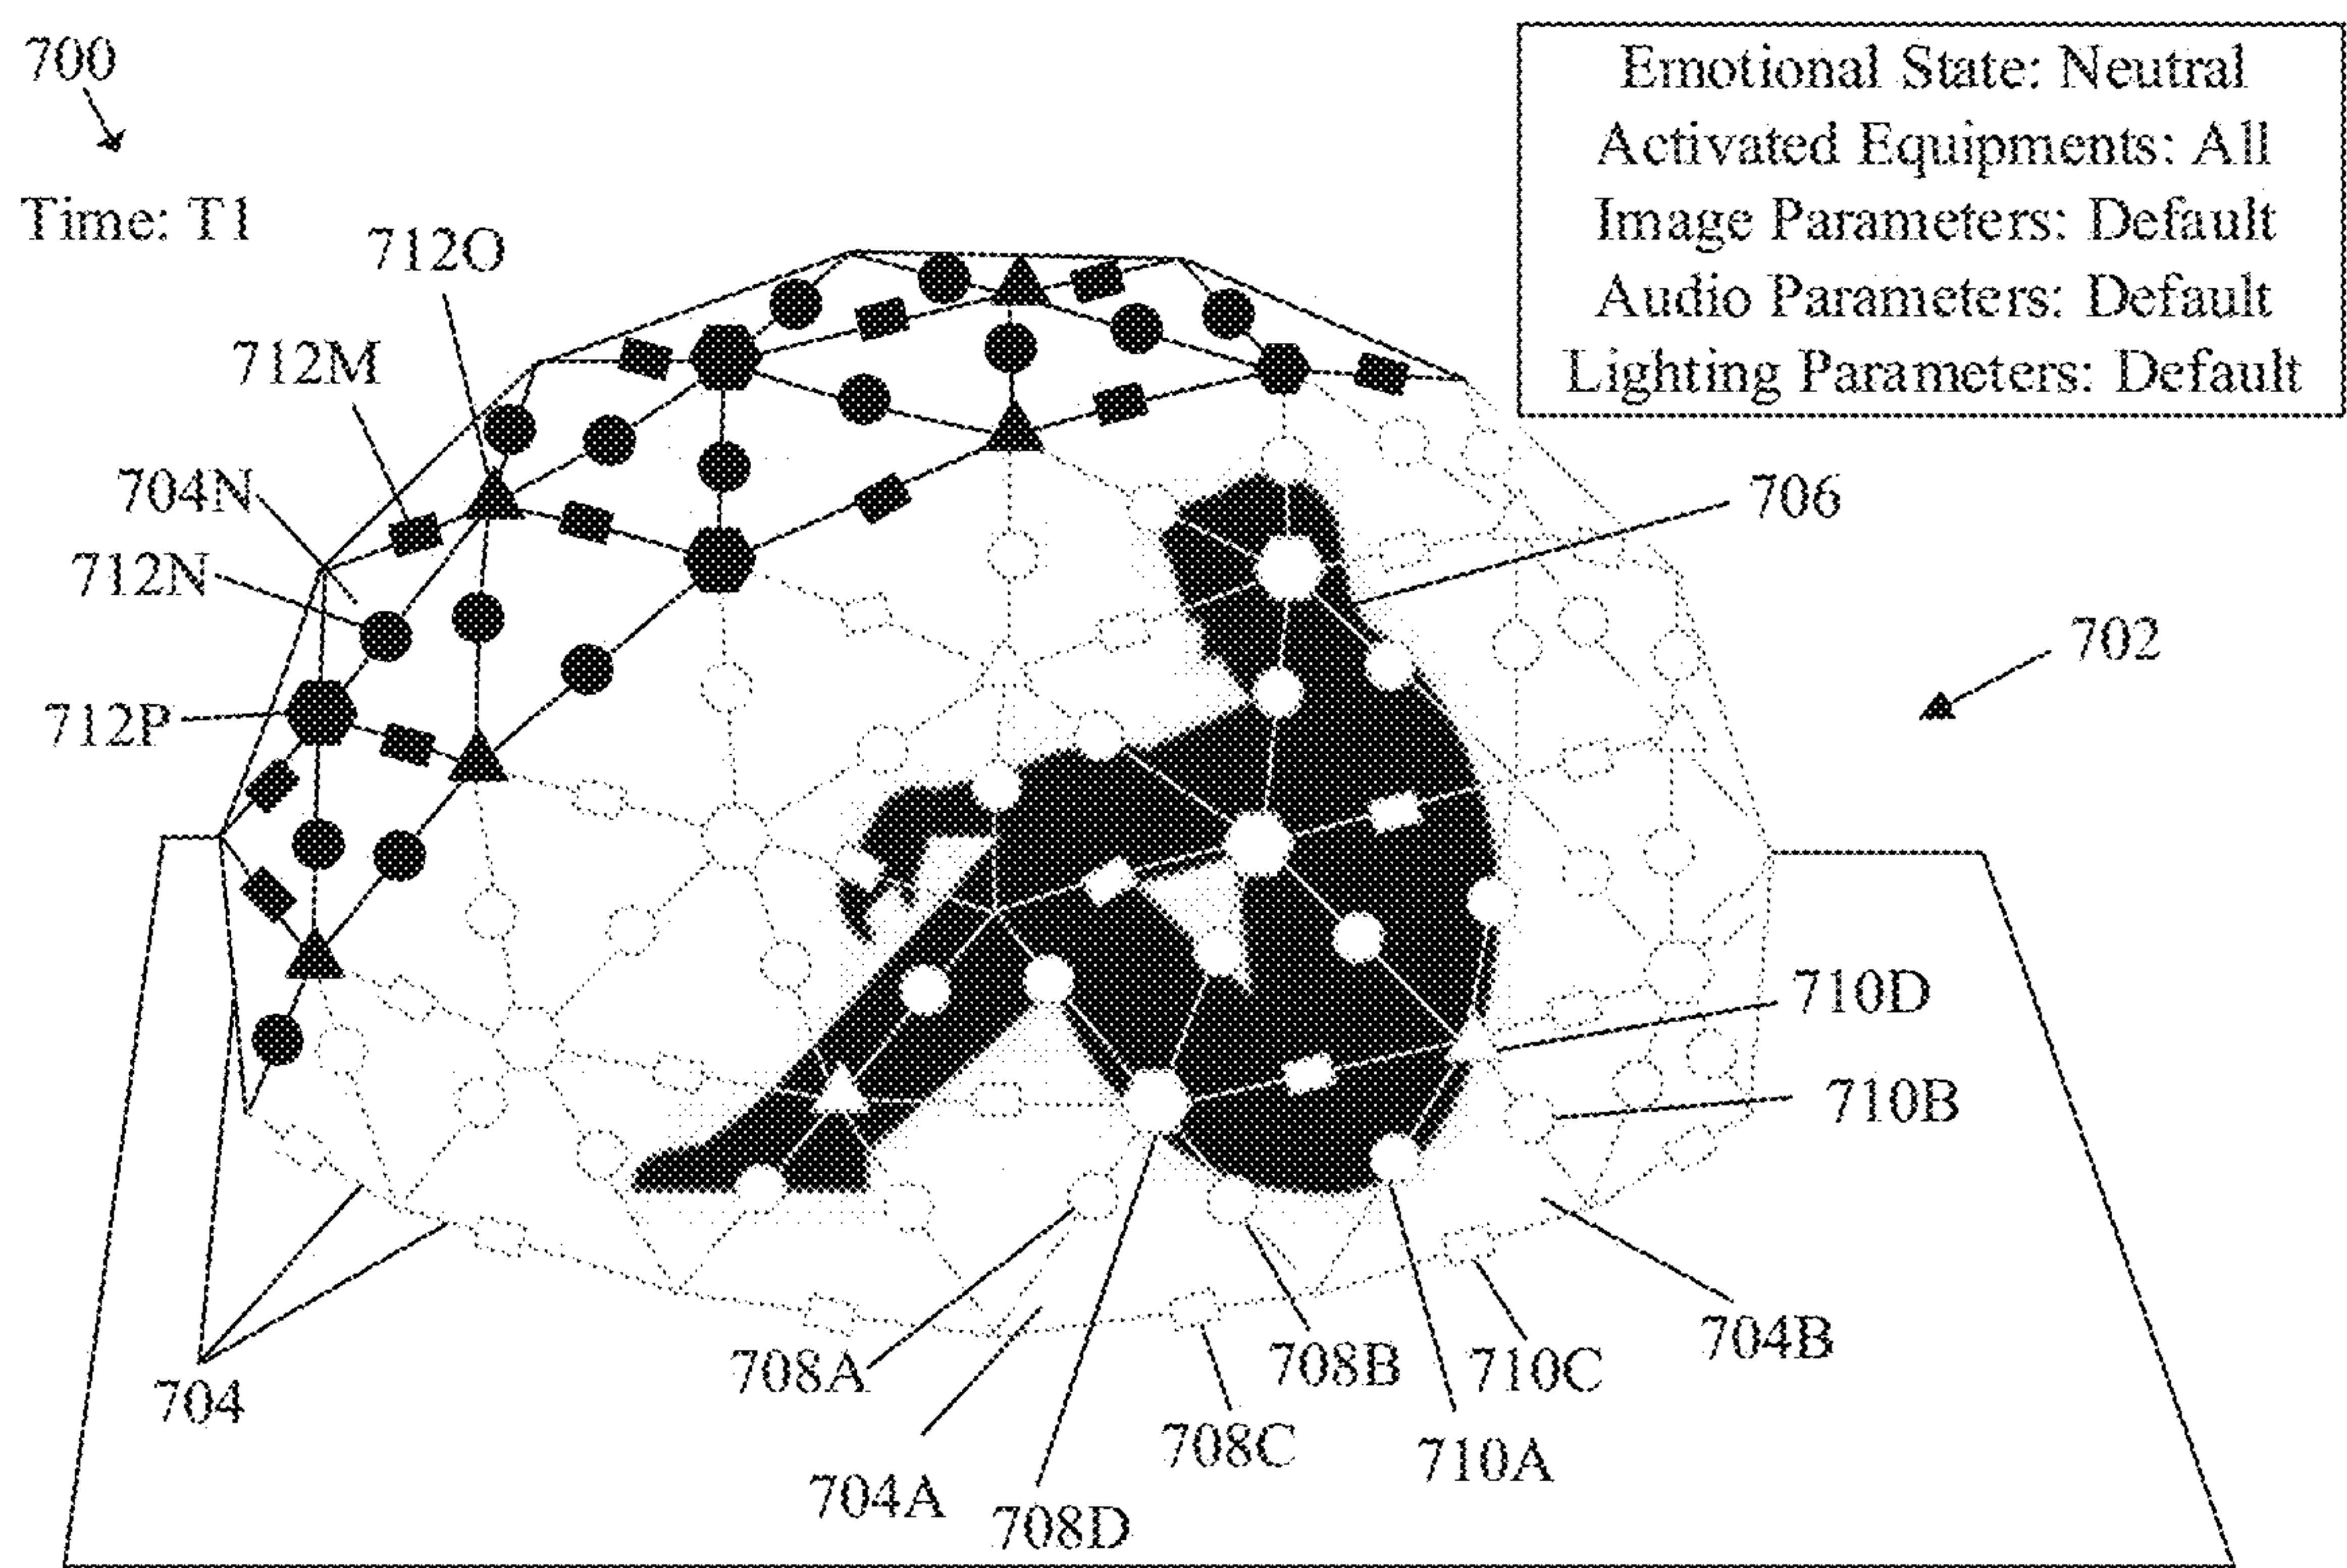 700
Time: T1
Emotional State: Neutral
Activated Equipments: All
Image Parameters: Default
Audio Parameters: Default
Lighting Parameters: Default
712O
712M
704N
712N
712P
706
702
710D
710B
704B
710C
710A
708B
708C
708D
704A
708A
704